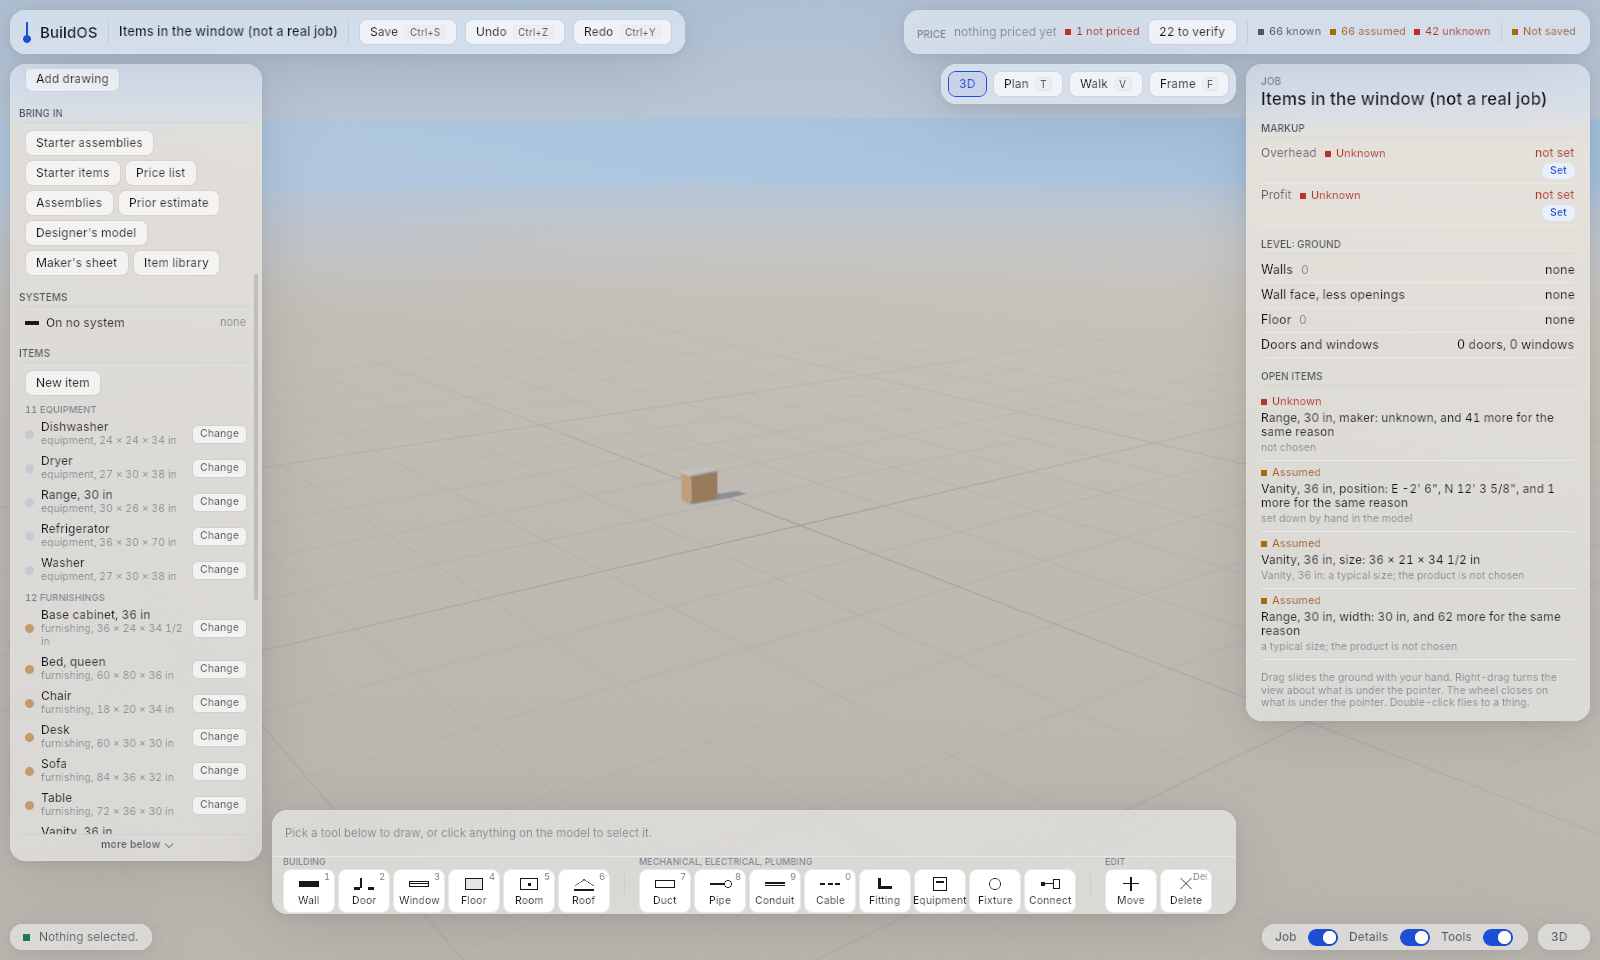 BuildOS
Items in the window (not a real job)
Save Ctrl+S
Undo Ctrl+Z
Redo Ctrl+Y
PRICE nothing priced yet 1 not priced
22 to verify
66 known 66 assumed 42 unknown
Not saved
3D
Plan T
Walk V
Frame F
Add drawing
BRING IN
Starter assemblies
Starter items
Price list
Assemblies
Prior estimate
Designer's model
Maker's sheet
Item library
SYSTEMS
On no system none
ITEMS
New item
11 EQUIPMENT
Dishwasher
equipment, 24 × 24 × 34 in
Change
Dryer
equipment, 27 × 30 × 38 in
Change
Range, 30 in
equipment, 30 × 26 × 36 in
Change
Refrigerator
equipment, 36 × 30 × 70 in
Change
Washer
equipment, 27 × 30 × 38 in
Change
12 FURNISHINGS
Base cabinet, 36 in
furnishing, 36 × 24 × 34 1/2
in
Change
Bed, queen
furnishing, 60 × 80 × 36 in
Change
Chair
furnishing, 18 × 20 × 34 in
Change
Desk
furnishing, 60 × 30 × 30 in
Change
Sofa
furnishing, 84 × 36 × 32 in
Change
Table
furnishing, 72 × 36 × 30 in
Change
Vanity, 36 in
more below
JOB
Items in the window (not a real job)
MARKUP
Overhead Unknown not set
Set
Profit Unknown not set
Set
LEVEL: GROUND
Walls 0 none
Wall face, less openings none
Floor 0 none
Doors and windows 0 doors, 0 windows
OPEN ITEMS
Unknown
Range, 30 in, maker: unknown, and 41 more for the
same reason
not chosen
Assumed
Vanity, 36 in, position: E -2' 6", N 12' 3 5/8", and 1
more for the same reason
set down by hand in the model
Assumed
Vanity, 36 in, size: 36 × 21 × 34 1/2 in
Vanity, 36 in: a typical size; the product is not chosen
Assumed
Range, 30 in, width: 30 in, and 62 more for the same
reason
a typical size; the product is not chosen
Drag slides the ground with your hand. Right-drag turns the
view about what is under the pointer. The wheel closes on
what is under the pointer. Double-click flies to a thing.
Pick a tool below to draw, or click anything on the model to select it.
BUILDING
1 Wall
2 Door
3 Window
4 Floor
5 Room
6 Roof
MECHANICAL, ELECTRICAL, PLUMBING
7 Duct
8 Pipe
9 Conduit
0 Cable
Fitting
Equipment
Fixture
Connect
EDIT
Move
Del Delete
Nothing selected.
Job
Details
Tools
3D